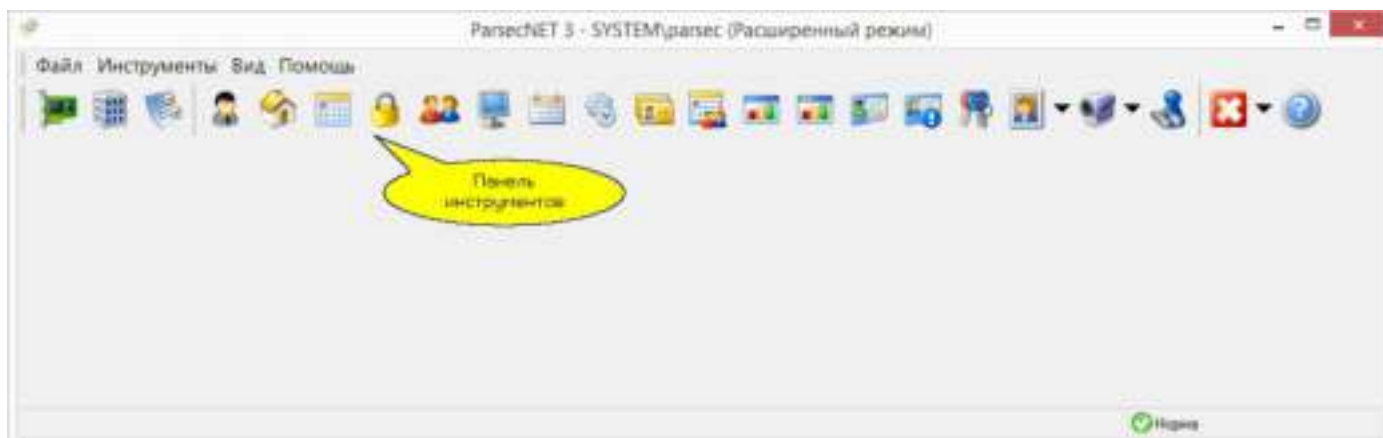 ParsecNET 3 - SYSTEM\parsec (Расширенный режим)
Файл Инструменты Вид Помощь
Панель
инструментов
Норма